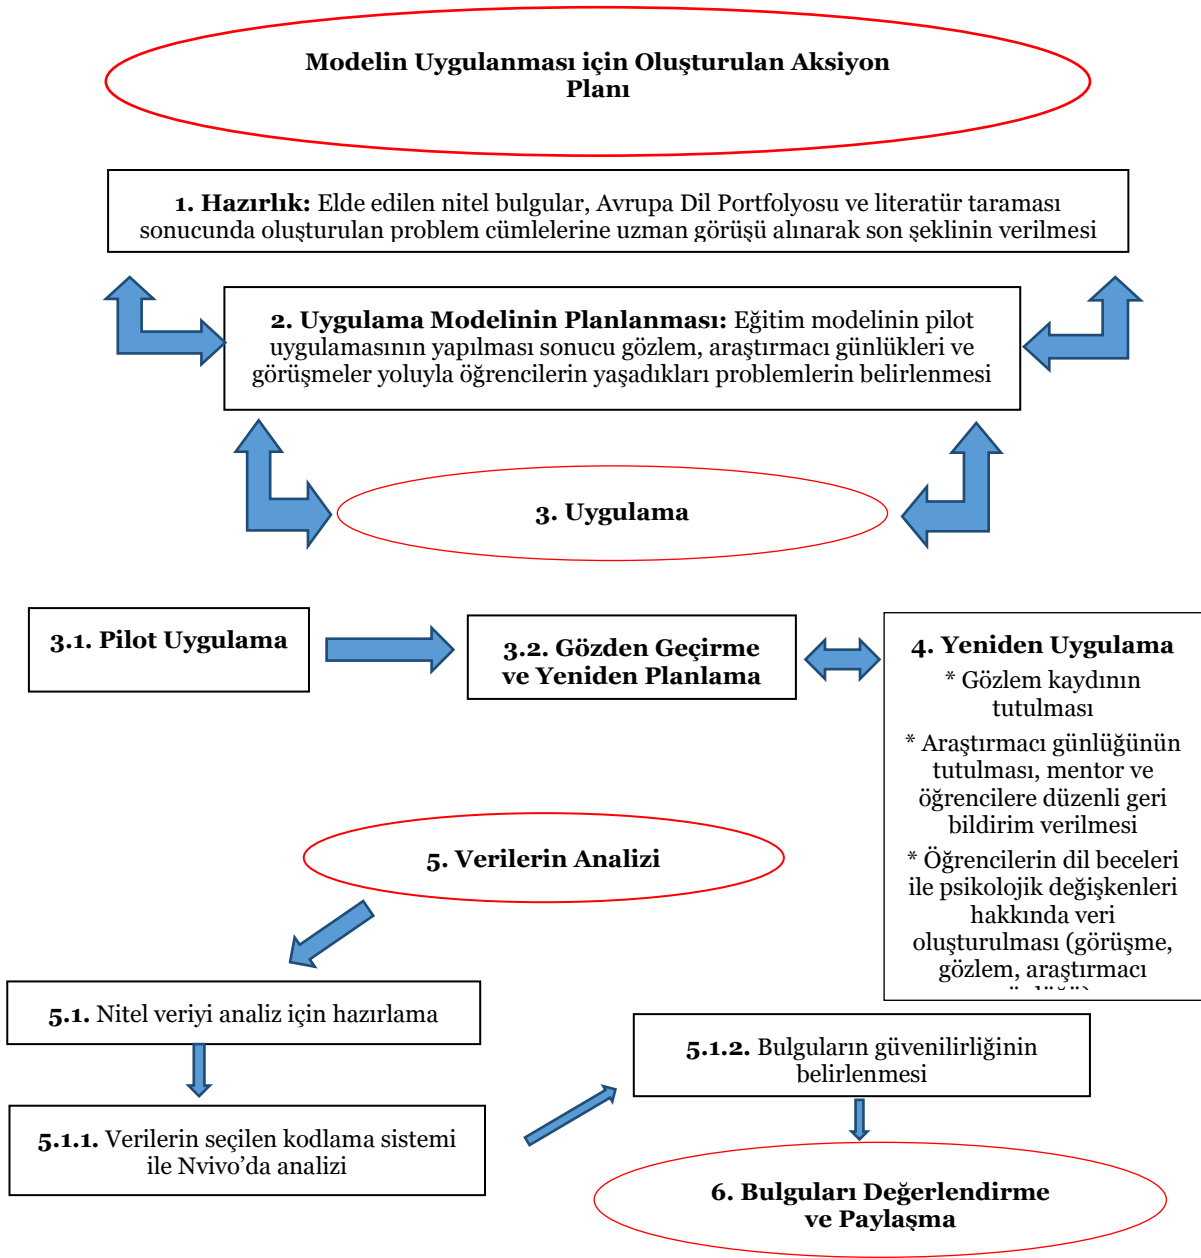 Modelin Uygulanması için Oluşturulan Aksiyon
Planı
1. Hazırlık: Elde edilen nitel bulgular, Avrupa Dil Portfolyosu ve literatür taraması
sonucunda oluşturulan problem cümlelerine uzman görüşü alınarak son şeklinin verilmesi
2. Uygulama Modelinin Planlanması: Eğitim modelinin pilot
uygulamasının yapılması sonucu gözlem, araştırmacı günlükleri ve
görüşmeler yoluyla öğrencilerin yaşadıkları problemlerin belirlenmesi
3. Uygulama
3.1. Pilot Uygulama
3.2. Gözden Geçirme
ve Yeniden Planlama
4. Yeniden Uygulama
* Gözlem kaydının
tutulması
* Araştırmacı günlüğünün
tutulması, mentor ve
öğrencilere düzenli geri
bildirim verilmesi
* Öğrencilerin dil beceleri
ile psikolojik değişkenleri
hakkında veri
oluşturulması (görüşme,
gözlem, araştırmacı
5. Verilerin Analizi
5.1. Nitel veriyi analiz için hazırlama
5.1.1. Verilerin seçilen kodlama sistemi
ile Nvivo’da analizi
5.1.2. Bulguların güvenilirliğinin
belirlenmesi
6. Bulguları Değerlendirme
ve Paylaşma